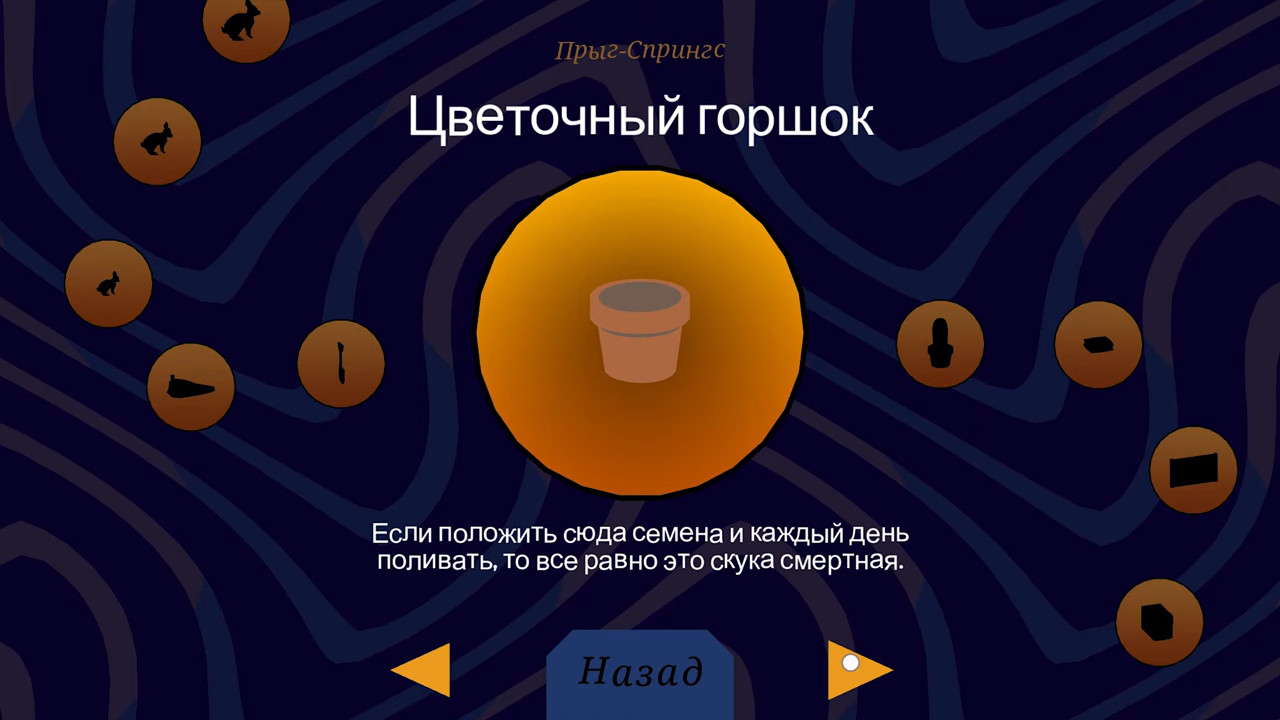 Прыг-Спрингс
Цветочный горшок
Если положить сюда семена и каждый день
поливать, то все равно это скука смертная.
Назад